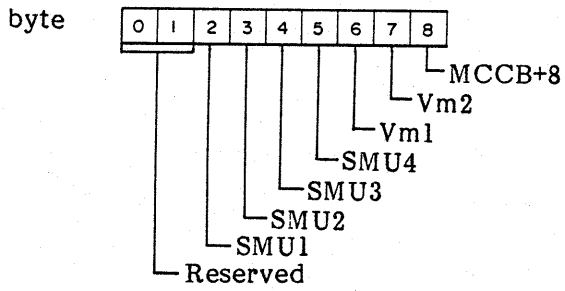 byte 0 1 2 3 4 5 6 7 8
MCCB+8
Vm2
Vm1
SMU4
SMU3
SMU2
SMU1
Reserved